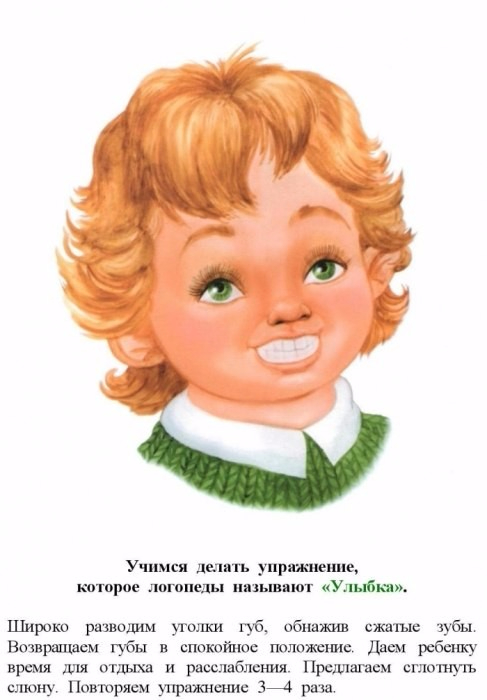 Учимся делать упражнение,
которое логопеды называют «Улыбка».
Широко разводим уголки губ, обнажив сжатые зубы.
Возвращаем губы в спокойное положение. Даем ребенку
время для отдыха и расслабления. Предлагаем сглотнуть
слюну. Повторяем упражнение 3—4 раза.